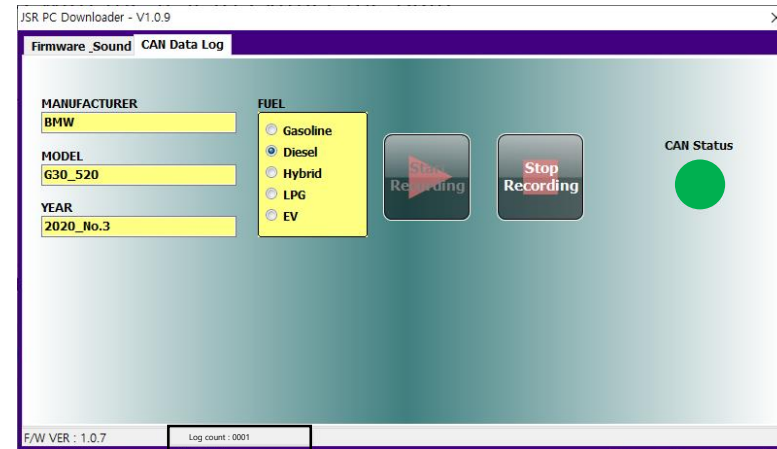 JSR PC Downloader - V1.0.9
Firmware _Sound
CAN Data Log
MANUFACTURER
BMW
MODEL
G30_520
YEAR
2020_No.3
FUEL
Gasoline
Diesel
Hybrid
LPG
EV
Start
Recording
Stop
Recording
CAN Status
F/W VER : 1.0.7
Log count : 0001